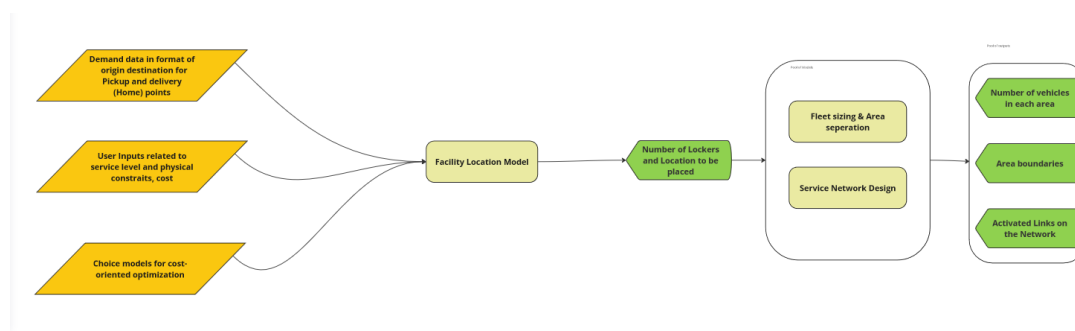 Demand data in format of
origin destination for
Pickup and delivery
(Home) points
User Inputs related to
service level and physical
constraits, cost
Choice models for cost-
oriented optimization
Facility Location Model
Number of Lockers
and Location to be
placed
Fleet sizing & Area
seperation
Service Network Design
Number of vehicles
in each area
Area boundaries
Activated Links on
the Network